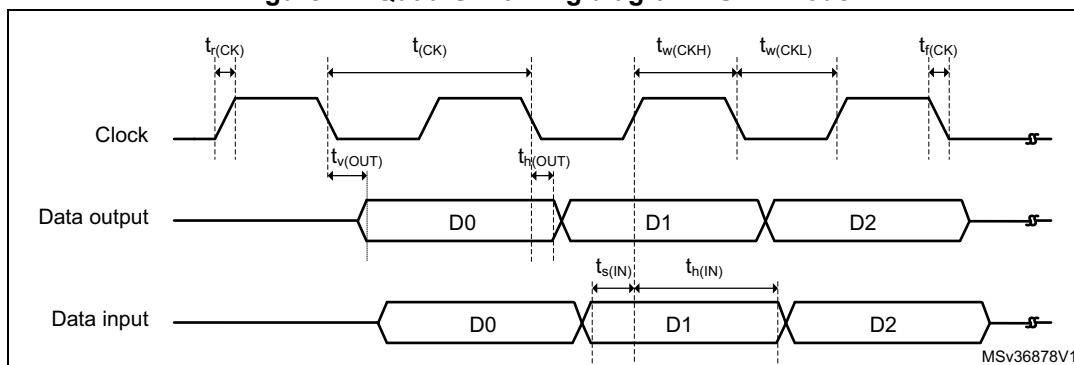 t_r(CK) t_(CK) t_w(CKH) t_w(CKL) t_f(CK)
Clock
t_v(OUT) t_h(OUT)
Data output D0 D1 D2
t_s(IN) t_h(IN)
Data input D0 D1 D2
MSv36878V1